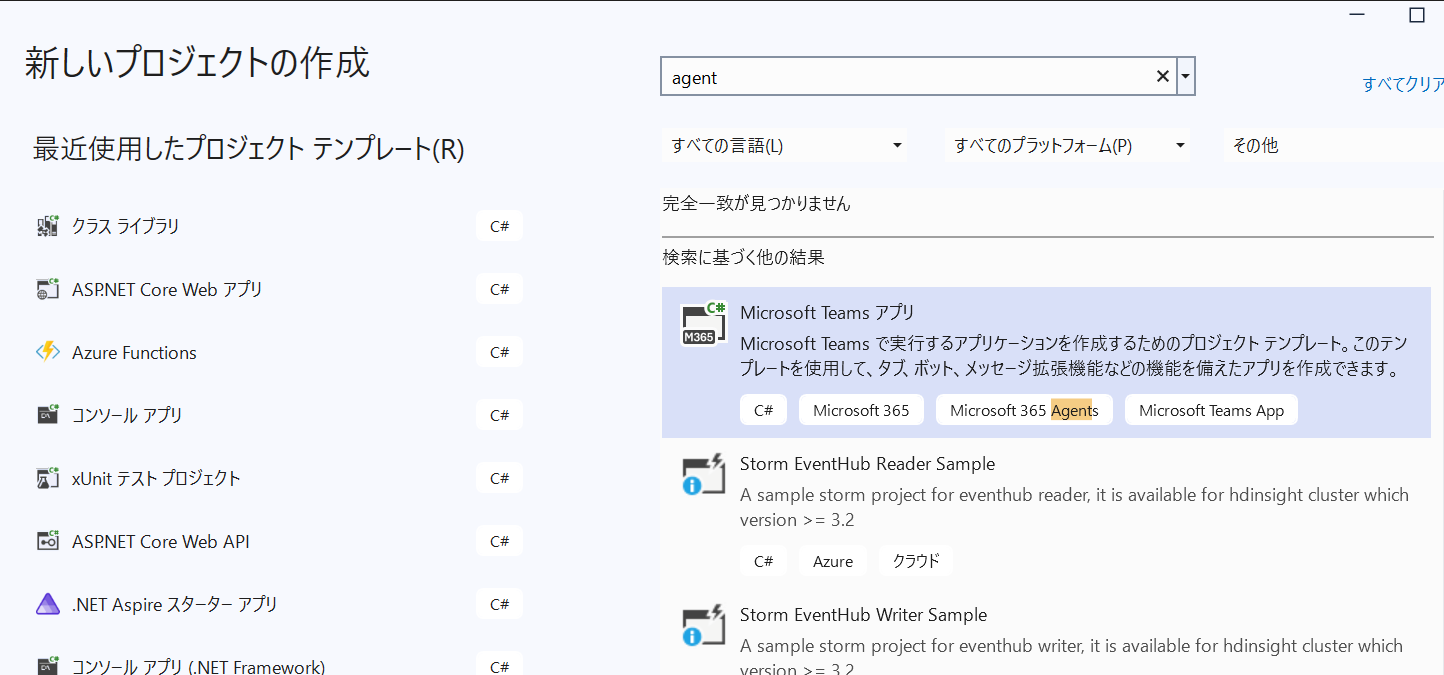 新しいプロジェクトの作成
最近使用したプロジェクト テンプレート(R)
クラス ライブラリ C#
ASP.NET Core Web アプリ C#
Azure Functions C#
コンソール アプリ C#
xUnit テスト プロジェクト C#
ASP.NET Core Web API C#
.NET Aspire スターター アプリ C#
コンソール アプリ (.NET Framework) C#
agent
すべてクリア
すべての言語(L) すべてのプラットフォーム(P) その他
完全一致が見つかりません
検索に基づく他の結果
C#
M365
Microsoft Teams アプリ
Microsoft Teams で実行するアプリケーションを作成するためのプロジェクト テンプレート。このテン
プレートを使用して、タブ、ボット、メッセージ拡張機能などの機能を備えたアプリを作成できます。
C# Microsoft 365 Microsoft 365 Agents Microsoft Teams App
Storm EventHub Reader Sample
A sample storm project for eventhub reader, it is available for hdinsight cluster which
version >= 3.2
C# Azure クラウド
Storm EventHub Writer Sample
A sample storm project for eventhub writer, it is available for hdinsight cluster which
version >= 3.2